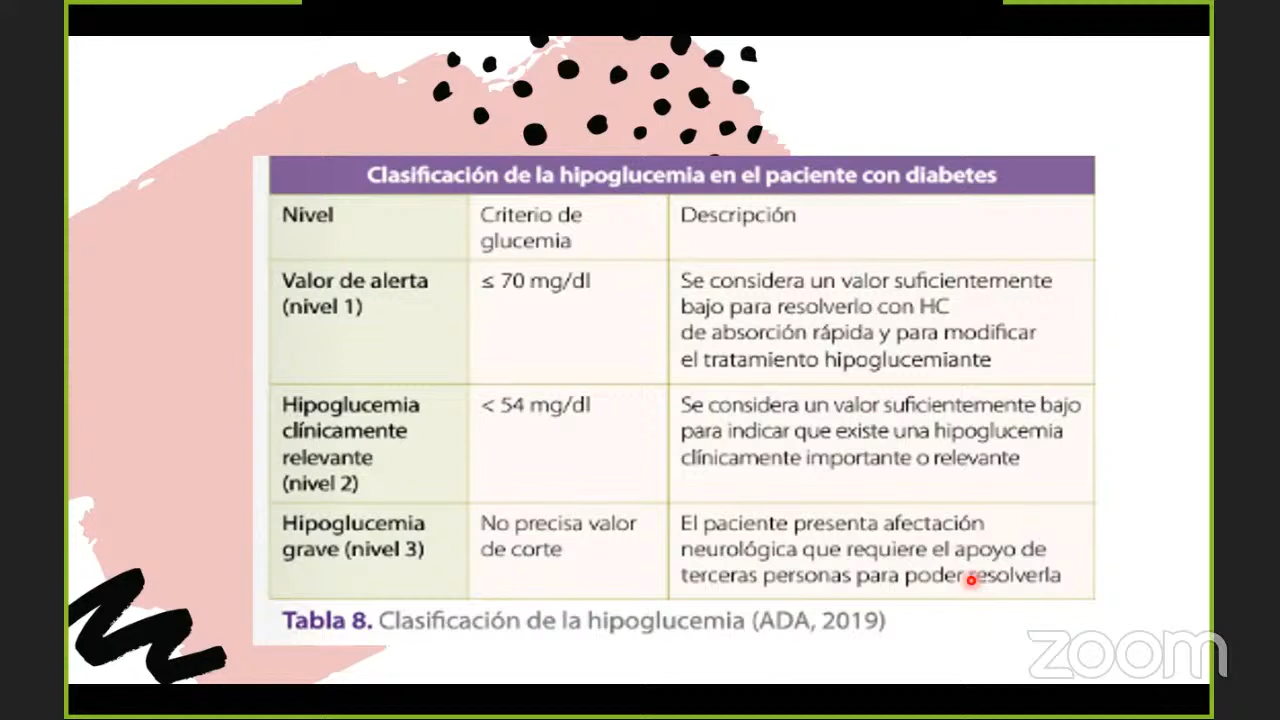 Clasificación de la hipoglucemia en el paciente con diabetes
Nivel
Criterio de
glucemia
Descripción
Valor de alerta
(nivel 1)
≤ 70 mg/dl
Se considera un valor suficientemente
bajo para resolverlo con HC
de absorción rápida y para modificar
el tratamiento hipoglucemiante
Hipoglucemia
clínicamente
relevante
(nivel 2)
< 54 mg/dl
Se considera un valor suficientemente bajo
para indicar que existe una hipoglucemia
clínicamente importante o relevante
Hipoglucemia
grave (nivel 3)
No precisa valor
de corte
El paciente presenta afectación
neurológica que requiere el apoyo de
terceras personas para poder resolverla
Tabla 8. Clasificación de la hipoglucemia (ADA, 2019)
zoom